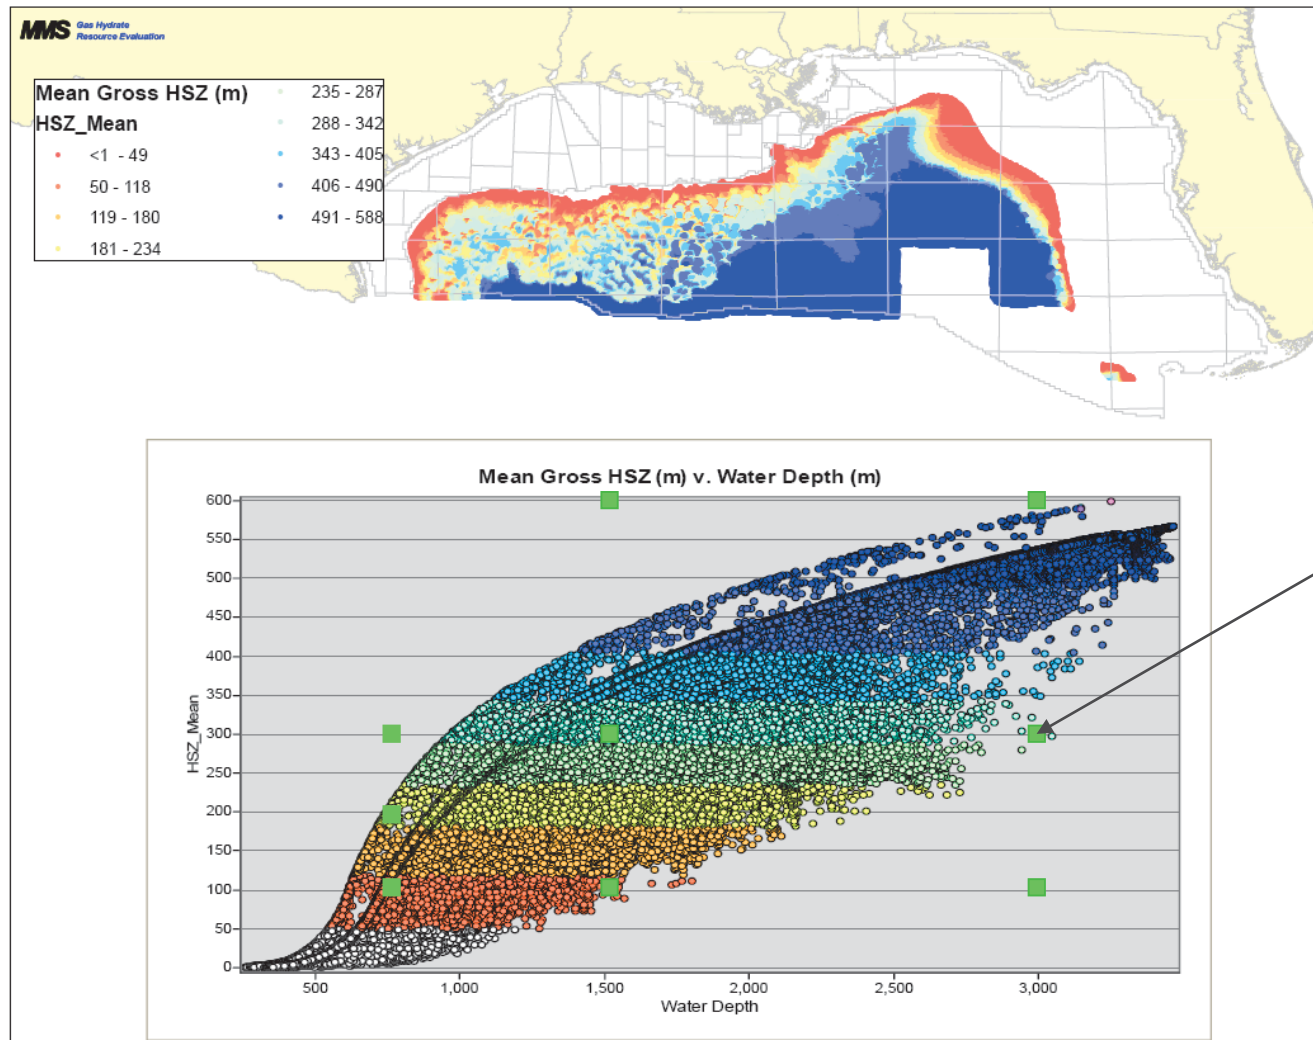 MMS Gas Hydrate
Resource Evaluation
Mean Gross HSZ (m)
HSZ_Mean
<1 - 49
50 - 118
119 - 180
181 - 234
235 - 287
288 - 342
343 - 405
406 - 490
491 - 588
Mean Gross HSZ (m) v. Water Depth (m)
600
550
500
450
400
350
300
250
200
150
100
50
0
HSZ_Mean
500 1,000 1,500 2,000 2,500 3,000
Water Depth